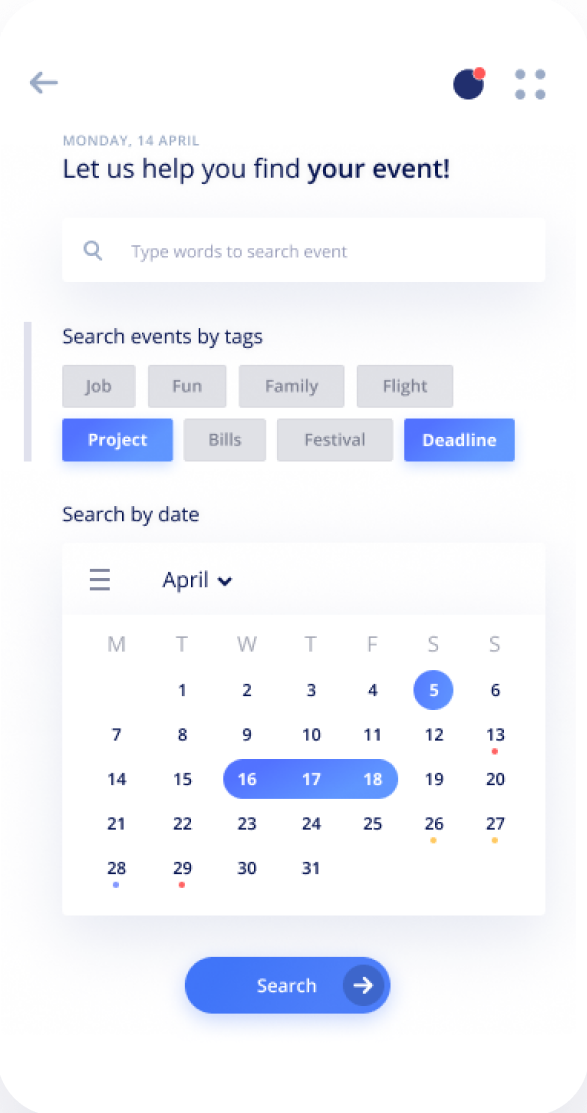 MONDAY, 14 APRIL
Let us help you find your event!
Type words to search event
Search events by tags
Job Fun Family Flight
Project Bills Festival Deadline
Search by date
April
M T W T F S S
1 2 3 4 5 6
7 8 9 10 11 12 13
14 15 16 17 18 19 20
21 22 23 24 25 26 27
28 29 30 31
Search